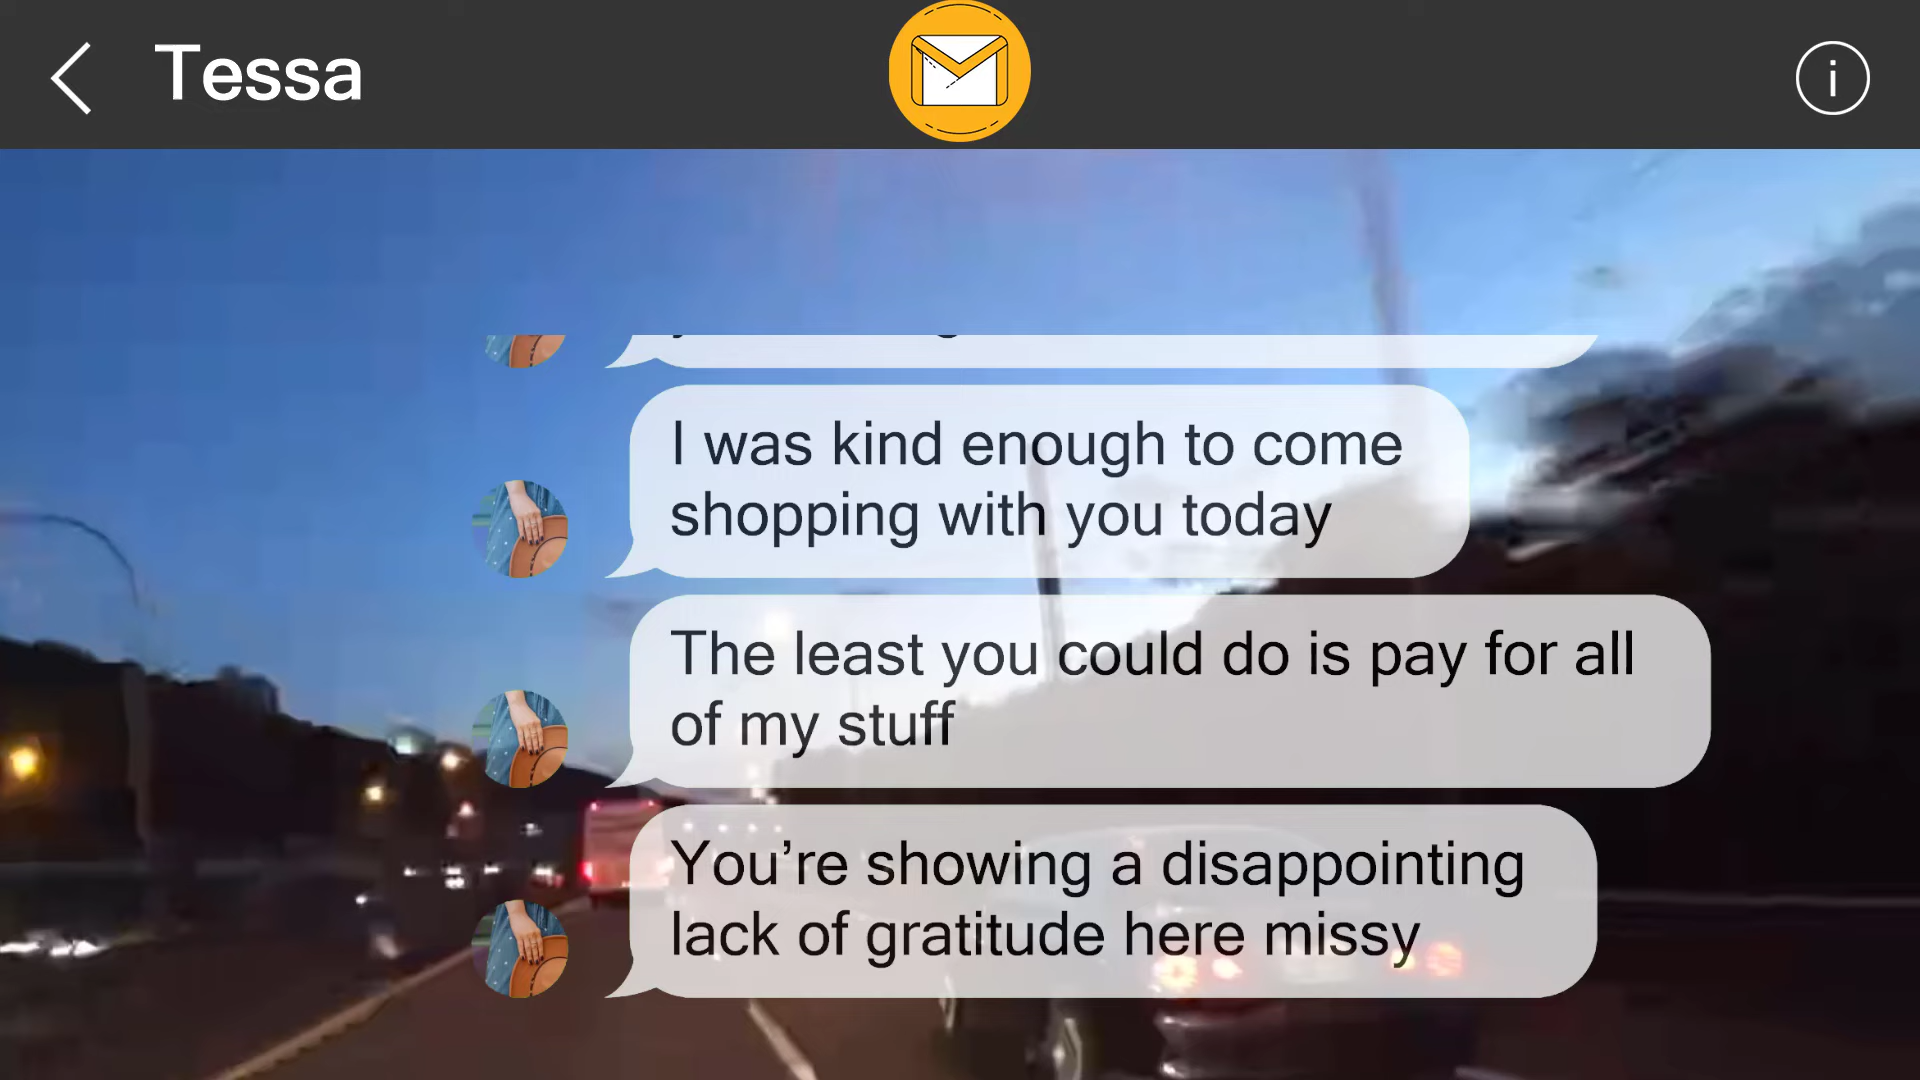 Tessa
I was kind enough to come
shopping with you today
The least you could do is pay for all
of my stuff
You’re showing a disappointing
lack of gratitude here missy